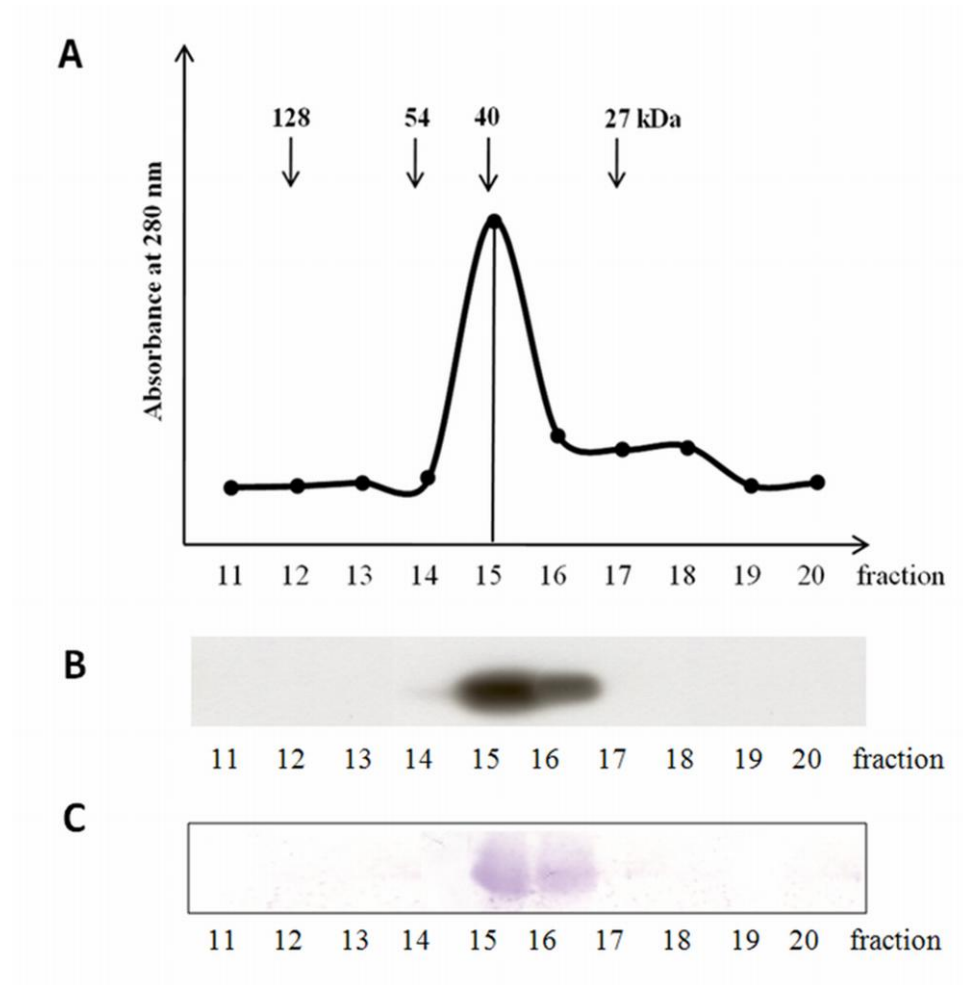 A
128 54 40 27 kDa
Absorbance at 280 nm
11 12 13 14 15 16 17 18 19 20 fraction
B
11 12 13 14 15 16 17 18 19 20 fraction
C
11 12 13 14 15 16 17 18 19 20 fraction